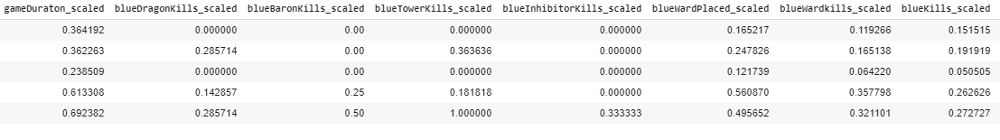 gameDuraton_scaled blueDragonKills_scaled blueBaronKills_scaled blueTowerKills_scaled blueInhibitorKills_scaled blueWardPlaced_scaled blueWardkills_scaled blueKills_scaled
0.364192 0.000000 0.00 0.000000 0.000000 0.165217 0.119266 0.151515
0.362263 0.285714 0.00 0.363636 0.000000 0.247826 0.165138 0.191919
0.238509 0.000000 0.00 0.000000 0.000000 0.121739 0.064220 0.050505
0.613308 0.142857 0.25 0.181818 0.000000 0.560870 0.357798 0.262626
0.692382 0.285714 0.50 1.000000 0.333333 0.495652 0.321101 0.272727